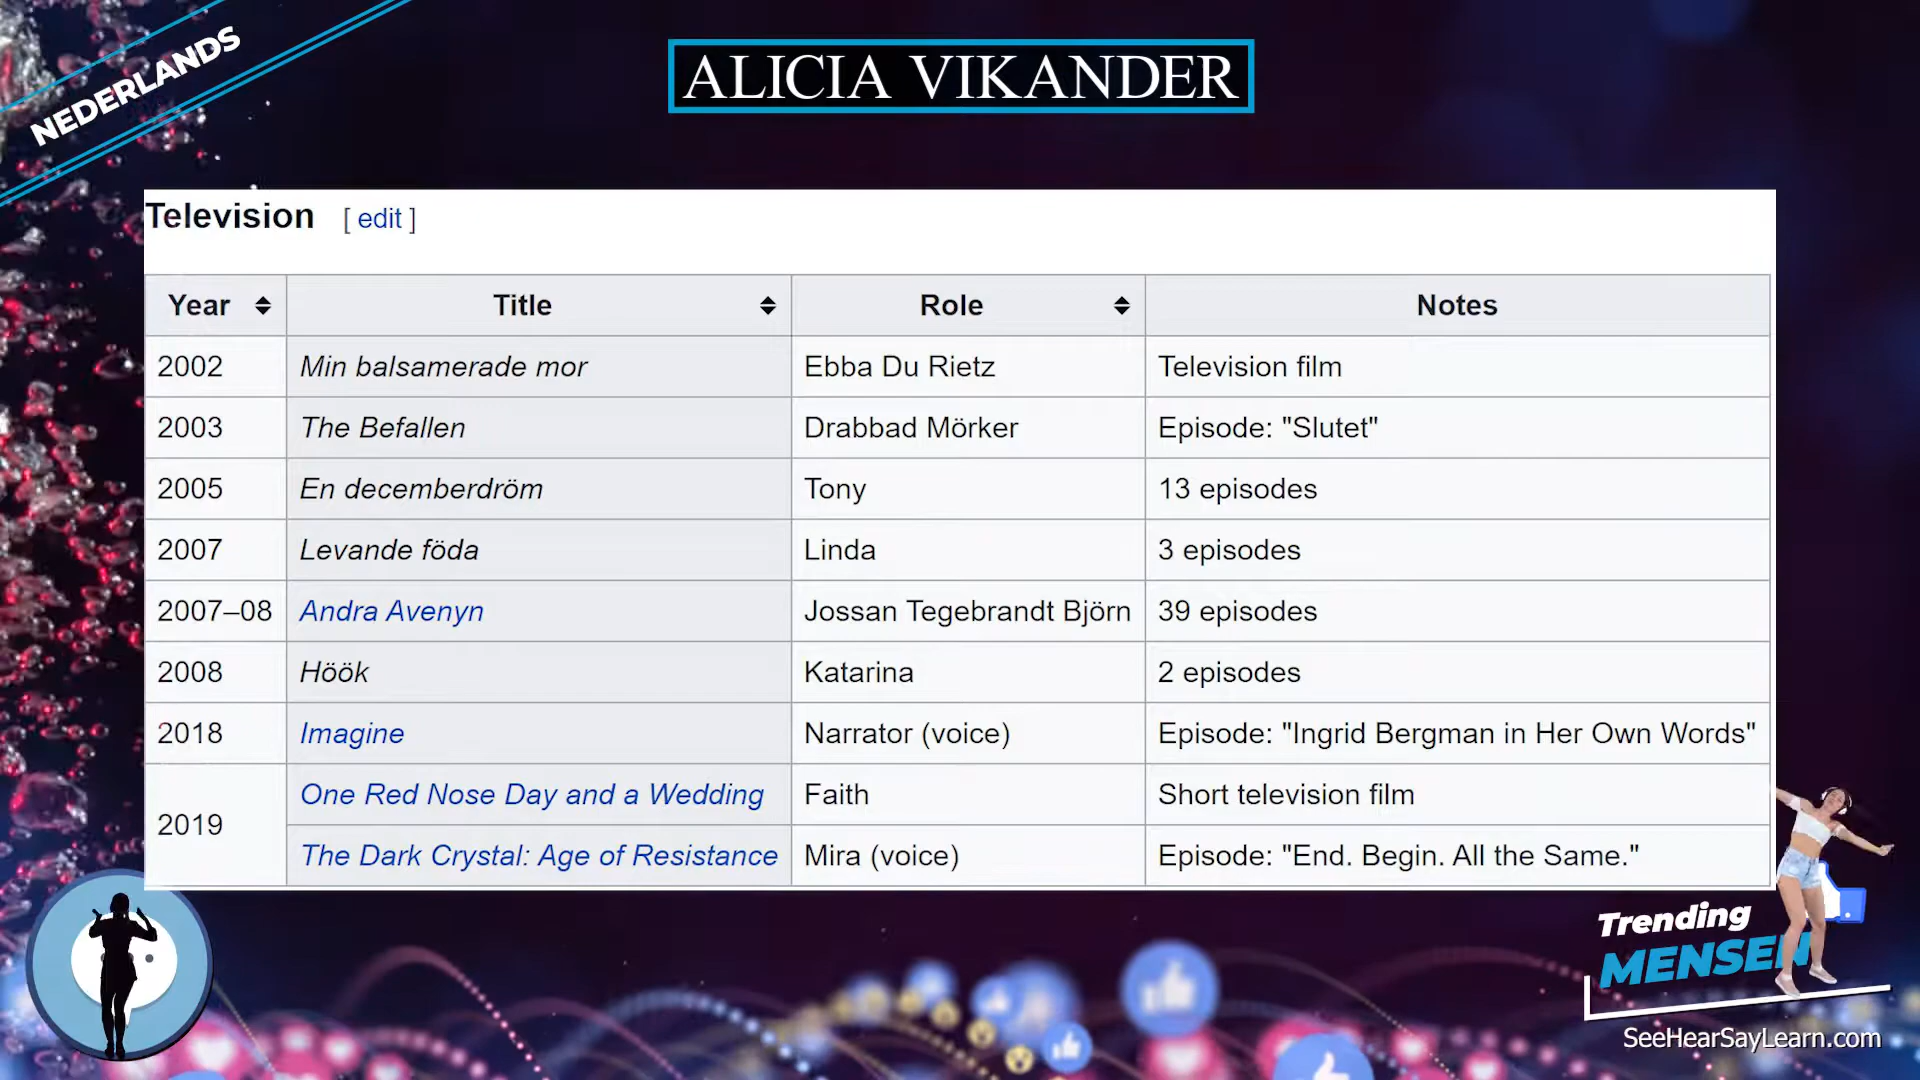 NEDERLANDS
ALICIA VIKANDER
Television [ edit ]
Year Title Role Notes
2002 Min balsamerade mor Ebba Du Rietz Television film
2003 The Befallen Drabbad Mörker Episode: "Slutet"
2005 En decemberdröm Tony 13 episodes
2007 Levande föda Linda 3 episodes
2007–08 Andra Avenyn Jossan Tegebrandt Björn 39 episodes
2008 Höök Katarina 2 episodes
2018 Imagine Narrator (voice) Episode: "Ingrid Bergman in Her Own Words"
2019 One Red Nose Day and a Wedding Faith Short television film
The Dark Crystal: Age of Resistance Mira (voice) Episode: "End. Begin. All the Same."
Trending
MENSEN
SeeHearSayLearn.com